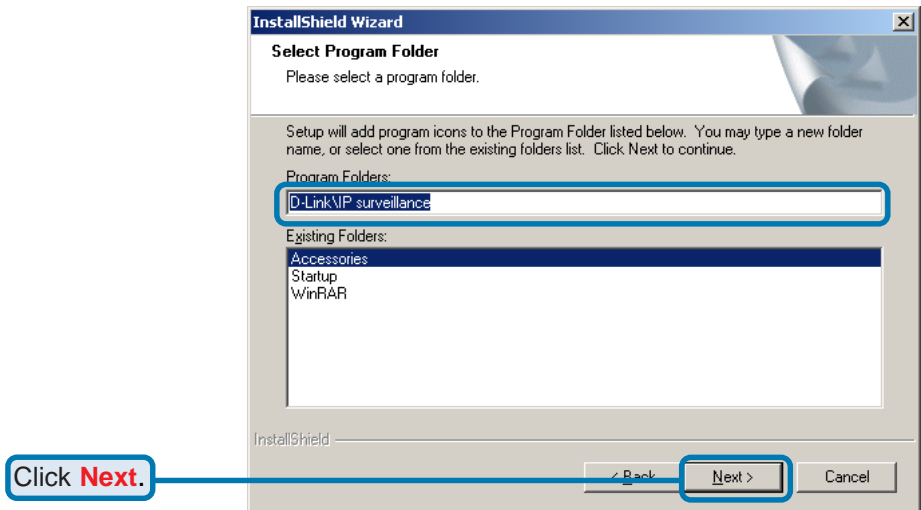 InstallShield Wizard
Select Program Folder
Please select a program folder.
Setup will add program icons to the Program Folder listed below. You may type a new folder
name, or select one from the existing folders list. Click Next to continue.
Program Folders:
D-Link\IP surveillance
Existing Folders:
Accessories
Startup
WinRAR
InstallShield
Click Next.
< Back
Next >
Cancel